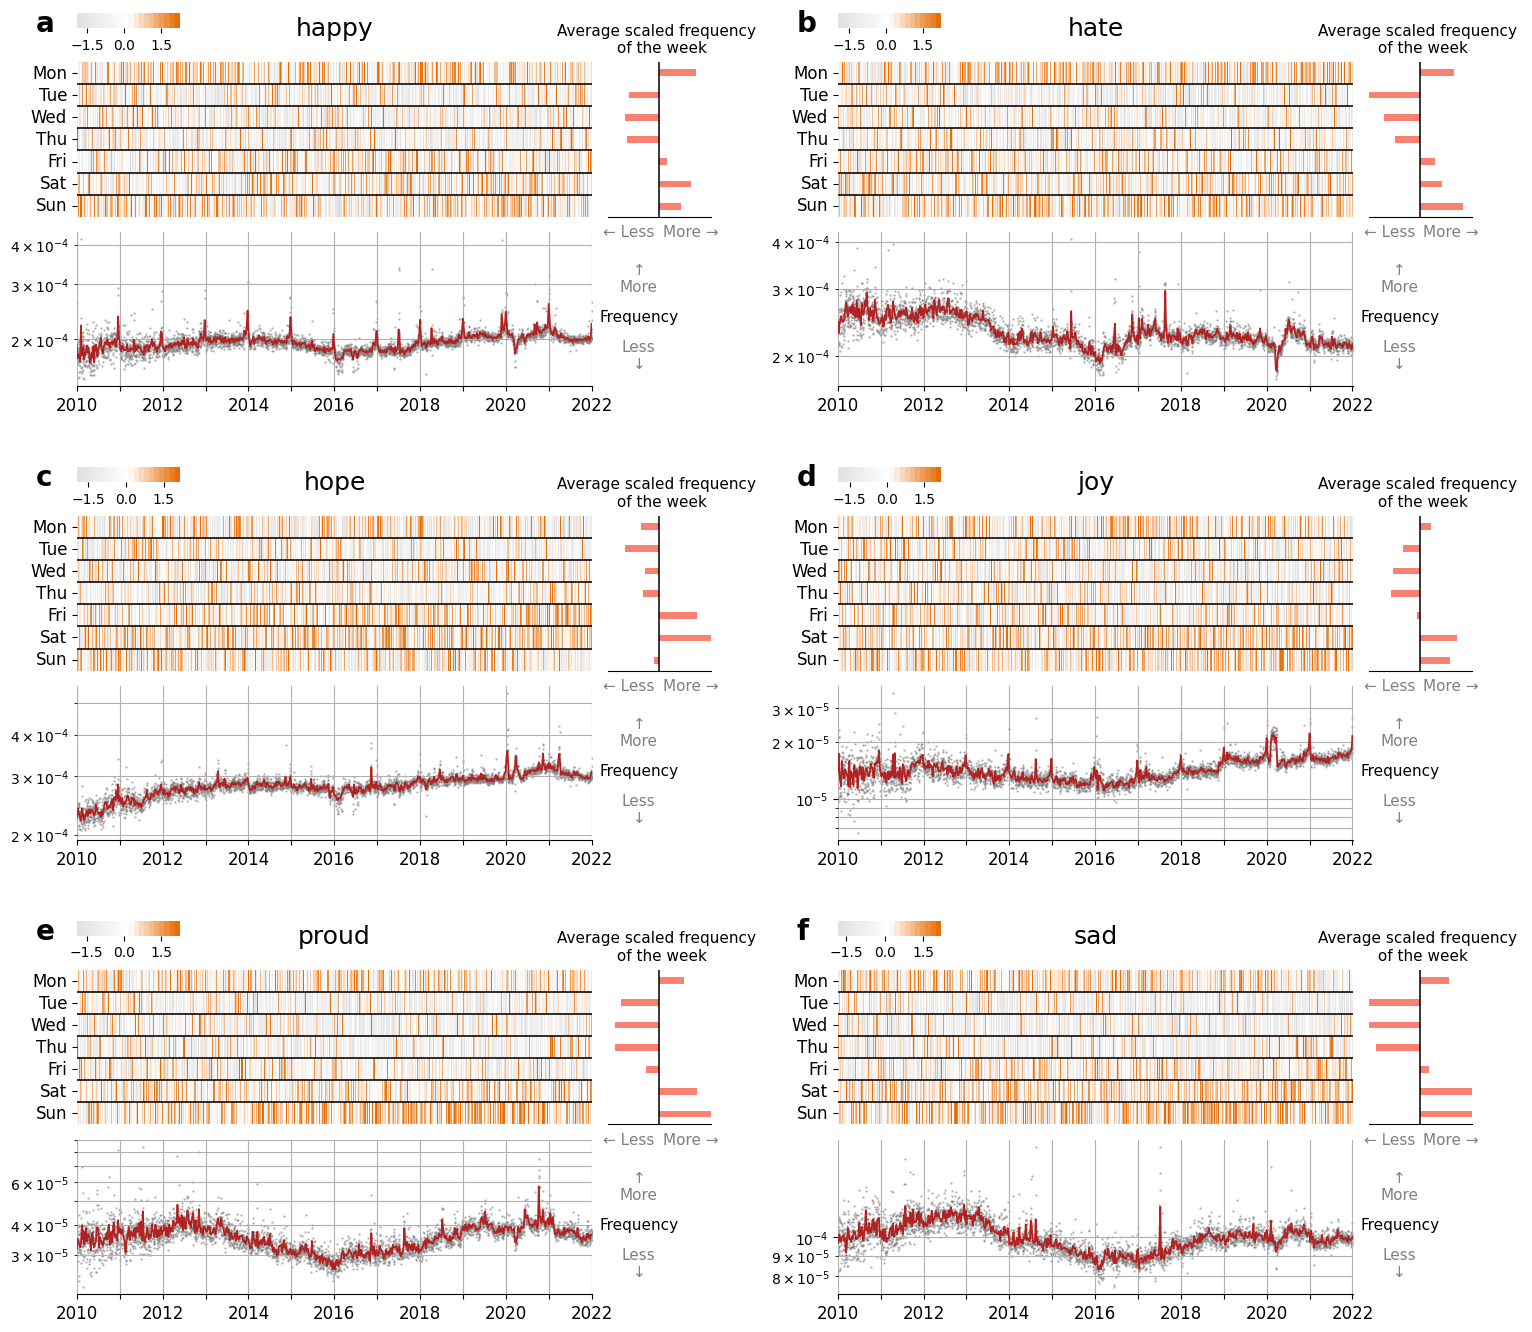 a
happy
−1.5 0.0 1.5
Average scaled frequency
of the week
Mon
Tue
Wed
Thu
Fri
Sat
Sun
← Less More →
4 × 10⁻⁴
3 × 10⁻⁴
2 × 10⁻⁴
↑
More
Frequency
Less
↓
2010 2012 2014 2016 2018 2020 2022
b
hate
−1.5 0.0 1.5
Average scaled frequency
of the week
Mon
Tue
Wed
Thu
Fri
Sat
Sun
← Less More →
4 × 10⁻⁴
3 × 10⁻⁴
2 × 10⁻⁴
↑
More
Frequency
Less
↓
2010 2012 2014 2016 2018 2020 2022
c
hope
−1.5 0.0 1.5
Average scaled frequency
of the week
Mon
Tue
Wed
Thu
Fri
Sat
Sun
← Less More →
4 × 10⁻⁴
3 × 10⁻⁴
2 × 10⁻⁴
↑
More
Frequency
Less
↓
2010 2012 2014 2016 2018 2020 2022
d
joy
−1.5 0.0 1.5
Average scaled frequency
of the week
Mon
Tue
Wed
Thu
Fri
Sat
Sun
← Less More →
3 × 10⁻⁵
2 × 10⁻⁵
10⁻⁵
↑
More
Frequency
Less
↓
2010 2012 2014 2016 2018 2020 2022
e
proud
−1.5 0.0 1.5
Average scaled frequency
of the week
Mon
Tue
Wed
Thu
Fri
Sat
Sun
← Less More →
6 × 10⁻⁵
4 × 10⁻⁵
3 × 10⁻⁵
↑
More
Frequency
Less
↓
2010 2012 2014 2016 2018 2020 2022
f
sad
−1.5 0.0 1.5
Average scaled frequency
of the week
Mon
Tue
Wed
Thu
Fri
Sat
Sun
← Less More →
10⁻⁴
9 × 10⁻⁵
8 × 10⁻⁵
↑
More
Frequency
Less
↓
2010 2012 2014 2016 2018 2020 2022